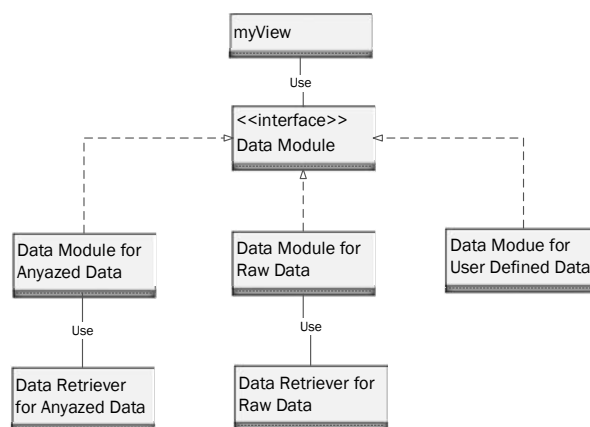 myView
Use
<<interface>>
Data Module
Data Module for
Anyazed Data
Data Module for
Raw Data
Data Modue for
User Defined Data
Use
Use
Data Retriever
for Anyazed Data
Data Retriever for
Raw Data